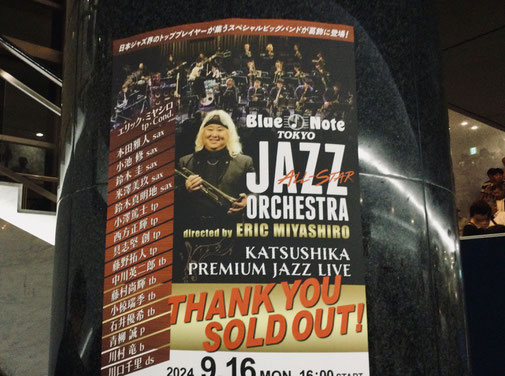 日本ジャズ界のトッププレイヤーが集うスペシャルビッグバンドが葛飾に登場!
エリック・ミヤシロ
tp・Cond.
本田雅人 sax
小池 修 sax
鈴木 圭 sax
米澤美玖 sax
鈴木真明地 sax
小澤篤士 tp
西方正輝 tp
具志堅 創 tp
藤野拓人 tp
中川英二郎 tb
藤村尚輝 tb
小椋瑞季 tb
石井優希 tb
青柳 誠 p
川村 竜 b
川口千里 ds
Blue Note
TOKYO
JAZZ
ALL-STAR
ORCHESTRA
directed by ERIC MIYASHIRO
KATSUSHIKA
PREMIUM JAZZ LIVE
THANK YOU
SOLD OUT!
2024 9.16 MON 16:00 START